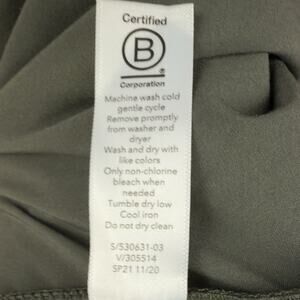 Certified
B
Corporation
Machine wash cold
gentle cycle
Remove promptly
from washer and
dryer
Wash and dry with
like colors
Only non-chlorine
bleach when
needed
Tumble dry low
Cool iron
Do not dry clean
S/530631-03
V/305514
SP21 11/20